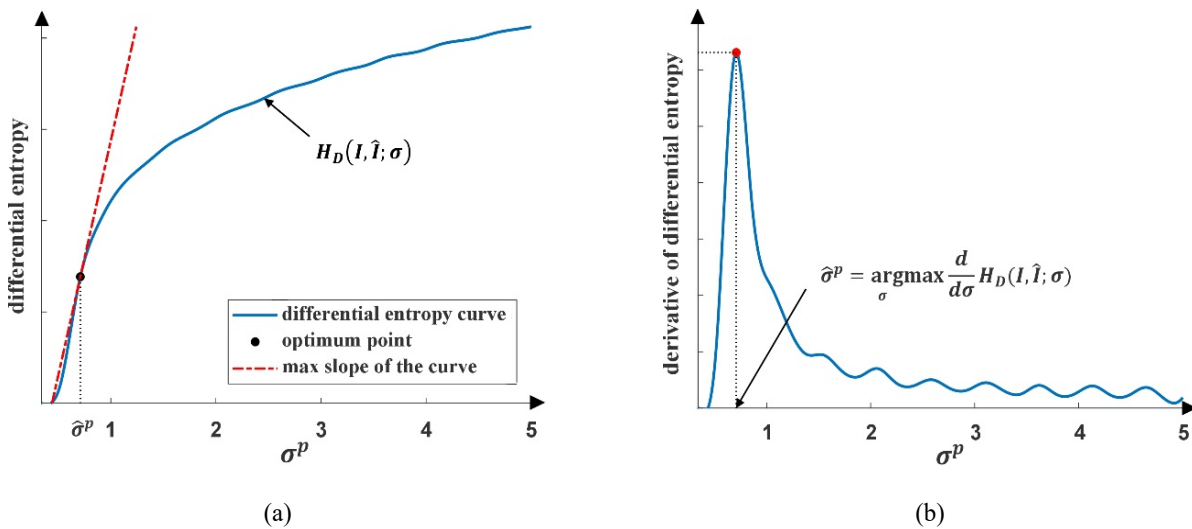 differential entropy
H_D(I, Î; σ)
differential entropy curve
optimum point
max slope of the curve
σ̂^p 1 2 3 4 5
σ^p
(a)
derivative of differential entropy
σ̂^p = argmax_σ d/dσ H_D(I, Î; σ)
1 2 3 4 5
σ^p
(b)